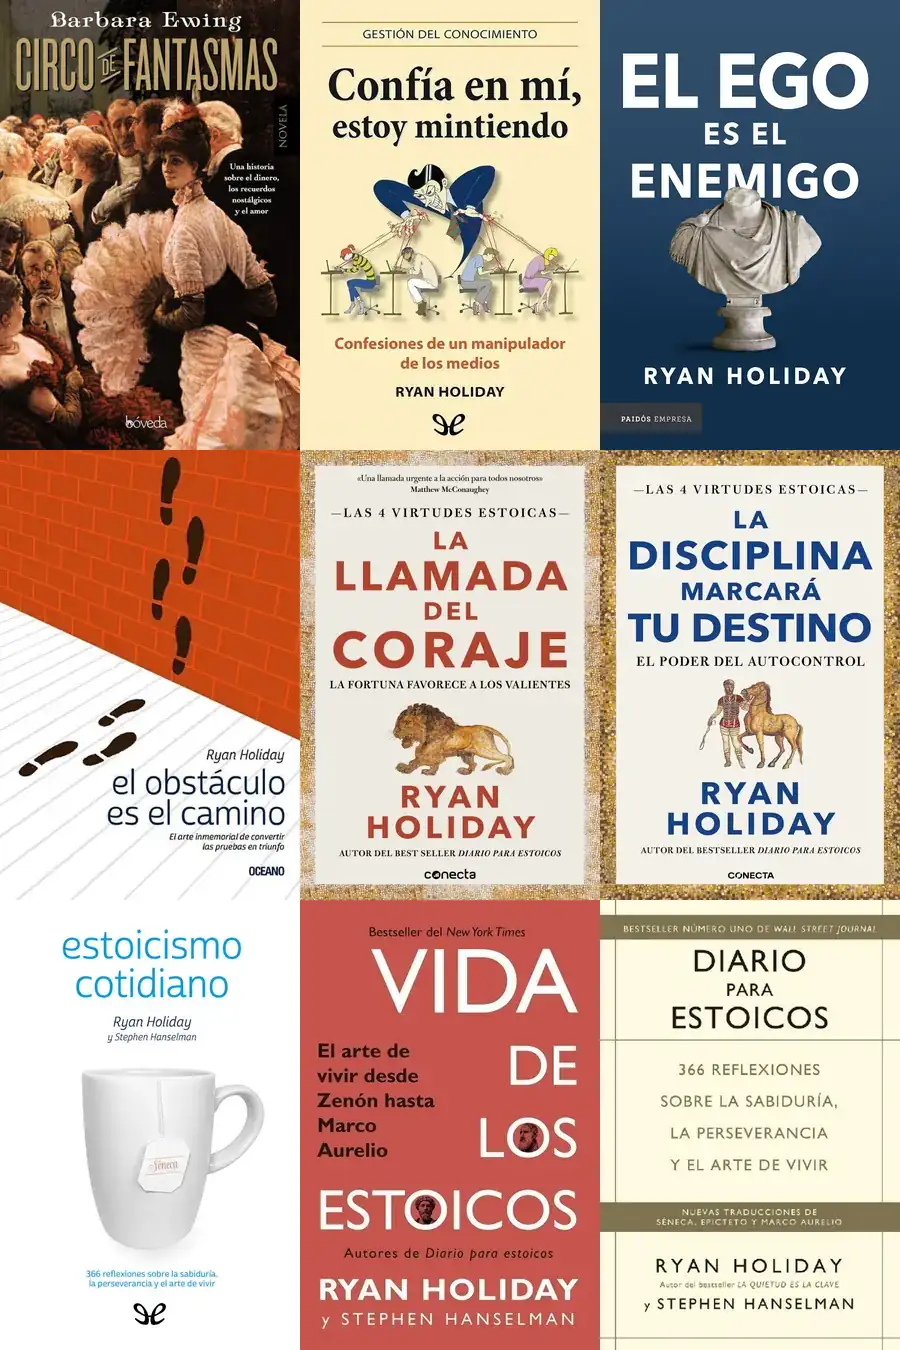 Barbara Ewing
CIRCO DE FANTASMAS
NOVELA
Una historia
sobre el dinero,
los recuerdos
nostálgicos
y el amor
bóveda
GESTIÓN DEL CONOCIMIENTO
Confía en mí,
estoy mintiendo
Confesiones de un manipulador
de los medios
RYAN HOLIDAY
EL EGO
ES EL
ENEMIGO
RYAN HOLIDAY
PAIDÓS EMPRESA
Ryan Holiday
el obstáculo
es el camino
El arte inmemorial de convertir
las pruebas en triunfo
OCEANO
«Una llamada urgente a la acción para todos nosotros»
Matthew McConaughey
—LAS 4 VIRTUDES ESTOICAS—
LA
LLAMADA
DEL
CORAJE
LA FORTUNA FAVORECE A LOS VALIENTES
RYAN
HOLIDAY
AUTOR DEL BEST SELLER DIARIO PARA ESTOICOS
conecta
—LAS 4 VIRTUDES ESTOICAS—
LA
DISCIPLINA
MARCARÁ
TU DESTINO
EL PODER DEL AUTOCONTROL
RYAN
HOLIDAY
AUTOR DEL BESTSELLER DIARIO PARA ESTOICOS
CONECTA
estoicismo
cotidiano
Ryan Holiday
y Stephen Hanselman
Séneca
366 reflexiones sobre la sabiduría,
la perseverancia y el arte de vivir
Bestseller del New York Times
VIDA
DE
LOS
ESTOICOS
El arte de
vivir desde
Zenón hasta
Marco
Aurelio
Autores de Diario para estoicos
RYAN HOLIDAY
y STEPHEN HANSELMAN
BESTSELLER NÚMERO UNO DE WALL STREET JOURNAL
DIARIO
PARA
ESTOICOS
366 REFLEXIONES
SOBRE LA SABIDURÍA,
LA PERSEVERANCIA
Y EL ARTE DE VIVIR
NUEVAS TRADUCCIONES DE
SÉNECA, EPICTETO Y MARCO AURELIO
RYAN HOLIDAY
Autor del bestseller LA QUIETUD ES LA CLAVE
y STEPHEN HANSELMAN